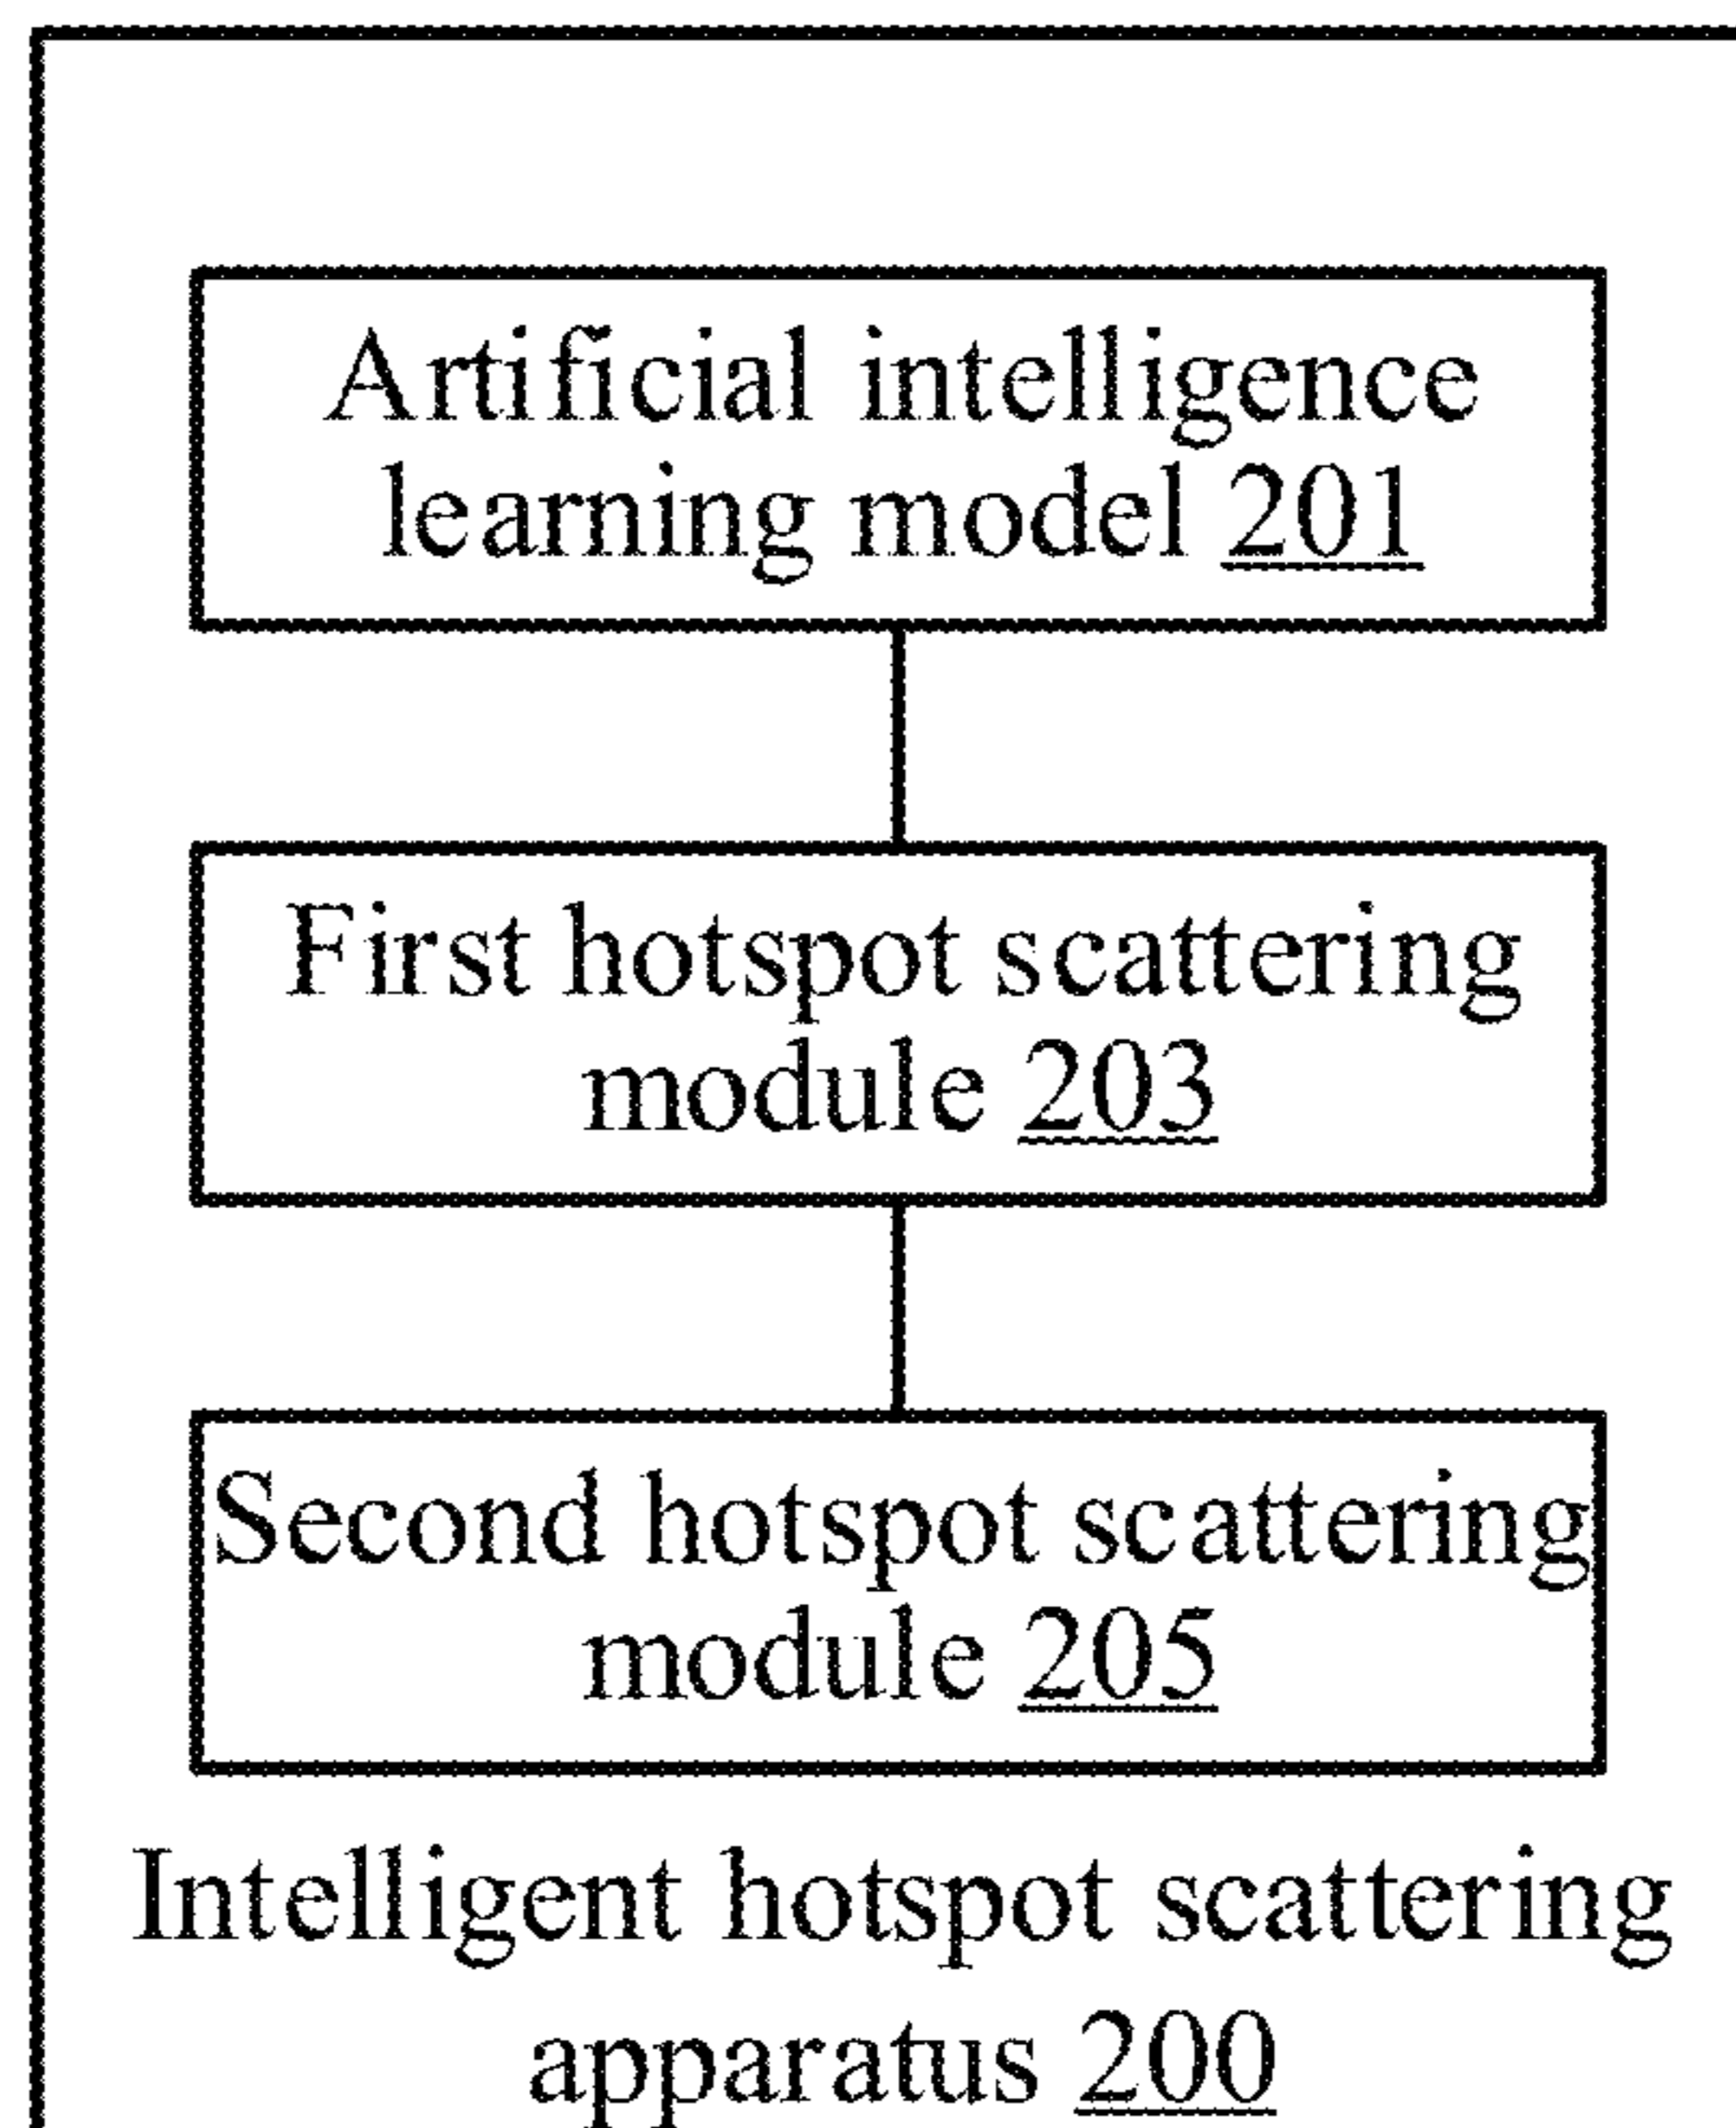 Artificial intelligence
learning model 201
First hotspot scattering
module 203
Second hotspot scattering
module 205
Intelligent hotspot scattering
apparatus 200